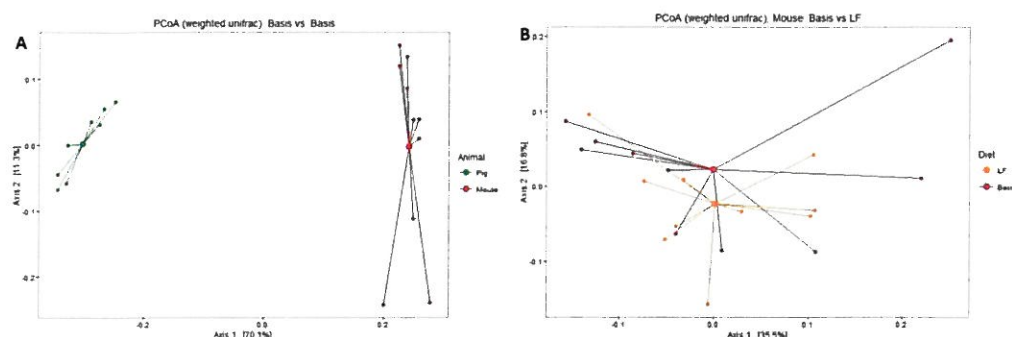 PCoA (weighted unifrac) Basis vs Basis
A
0.1
0.0
-0.1
-0.2
Axis 2 [11.3%]
-0.2
0.0
0.2
Axis 1 [70.1%]
Animal
Pig
Mouse
PCoA (weighted unifrac) Mouse Basis vs LF
B
0.2
0.1
0.0
-0.1
Axis 2 [16.8%]
-0.1
0.0
0.1
0.2
Axis 1 [35.5%]
Diet
LF